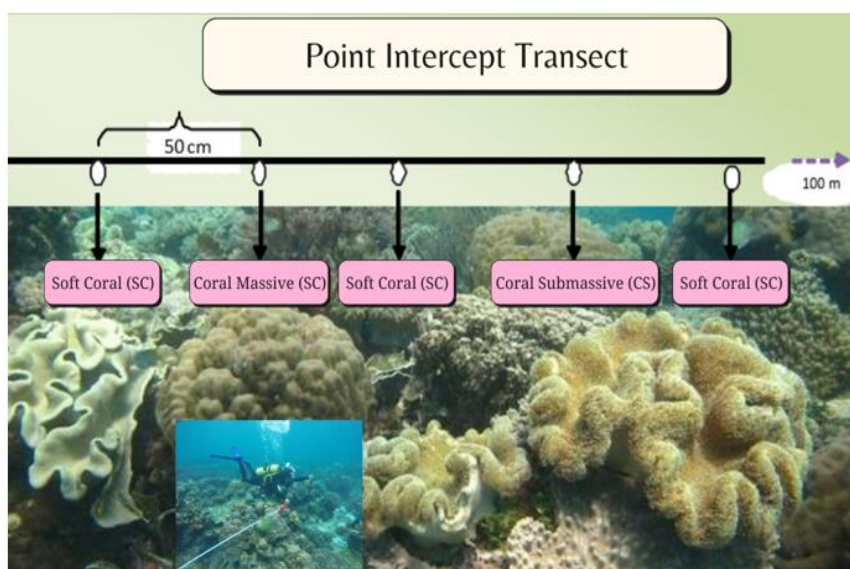 Point Intercept Transect
50 cm
100 m
Soft Coral (SC)
Coral Massive (SC)
Soft Coral (SC)
Coral Submassive (CS)
Soft Coral (SC)